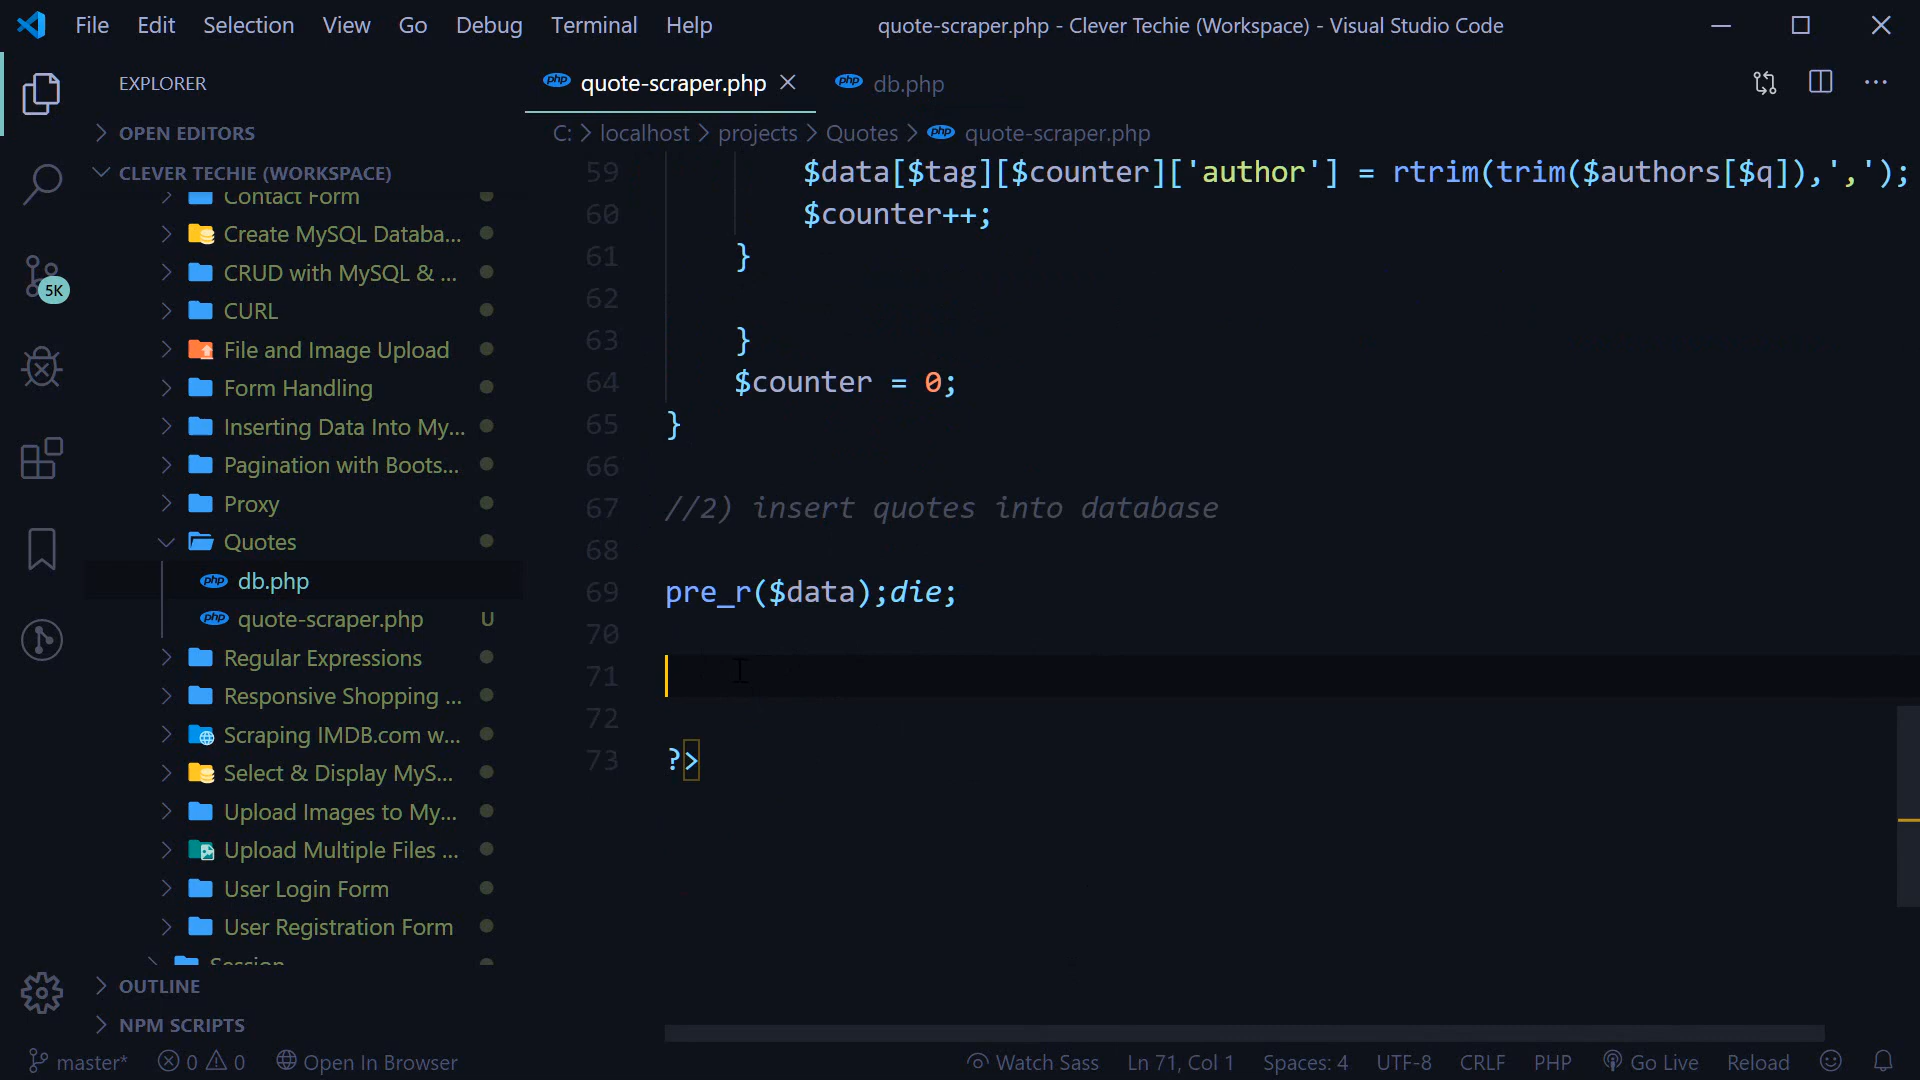 File Edit Selection View Go Debug Terminal Help
quote-scraper.php - Clever Techie (Workspace) - Visual Studio Code
EXPLORER
OPEN EDITORS
CLEVER TECHIE (WORKSPACE)
Contact Form
Create MySQL Databa...
CRUD with MySQL & ...
CURL
File and Image Upload
Form Handling
Inserting Data Into My...
Pagination with Boots...
Proxy
Quotes
php db.php
php quote-scraper.php U
Regular Expressions
Responsive Shopping ...
Scraping IMDB.com w...
Select & Display MyS...
Upload Images to My...
Upload Multiple Files ...
User Login Form
User Registration Form
Session
OUTLINE
NPM SCRIPTS
5K
php quote-scraper.php
php db.php
C: > localhost > projects > Quotes > php quote-scraper.php
59 $data[$tag][$counter]['author'] = rtrim(trim($authors[$q]),',');
60 $counter++;
61 }
62
63 }
64 $counter = 0;
65 }
66
67 //2) insert quotes into database
68
69 pre_r($data);die;
70
71
72
73 ?>
master* 0 0 Open In Browser
Watch Sass Ln 71, Col 1 Spaces: 4 UTF-8 CRLF PHP Go Live Reload